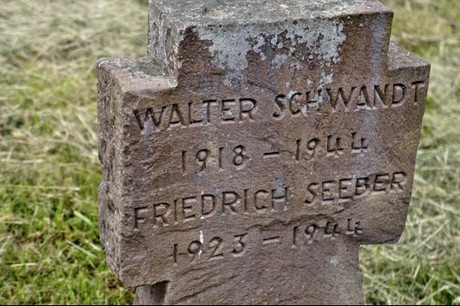 WALTER SCHWANDT
1918 – 1944
FRIEDRICH SEEBER
1923 – 1944